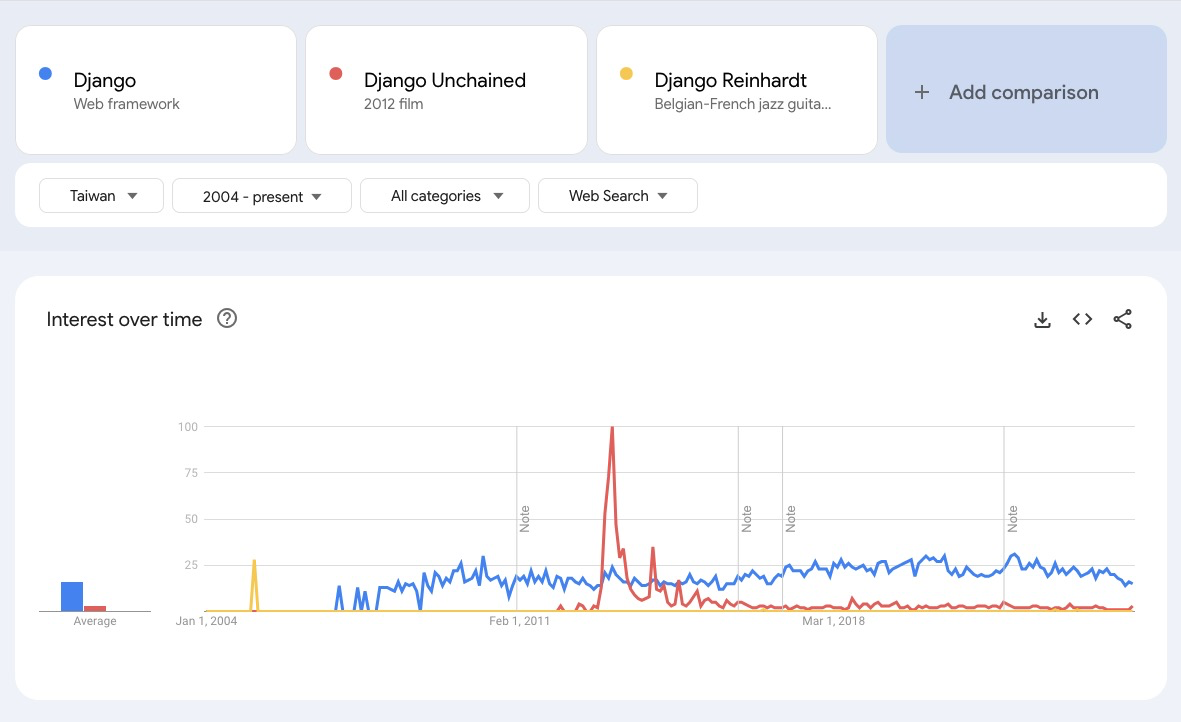 Django
Web framework
Django Unchained
2012 film
Django Reinhardt
Belgian-French jazz guita...
+ Add comparison
Taiwan
2004 - present
All categories
Web Search
Interest over time
?
100
75
50
25
Note
Note
Note
Note
Average
Jan 1, 2004
Feb 1, 2011
Mar 1, 2018